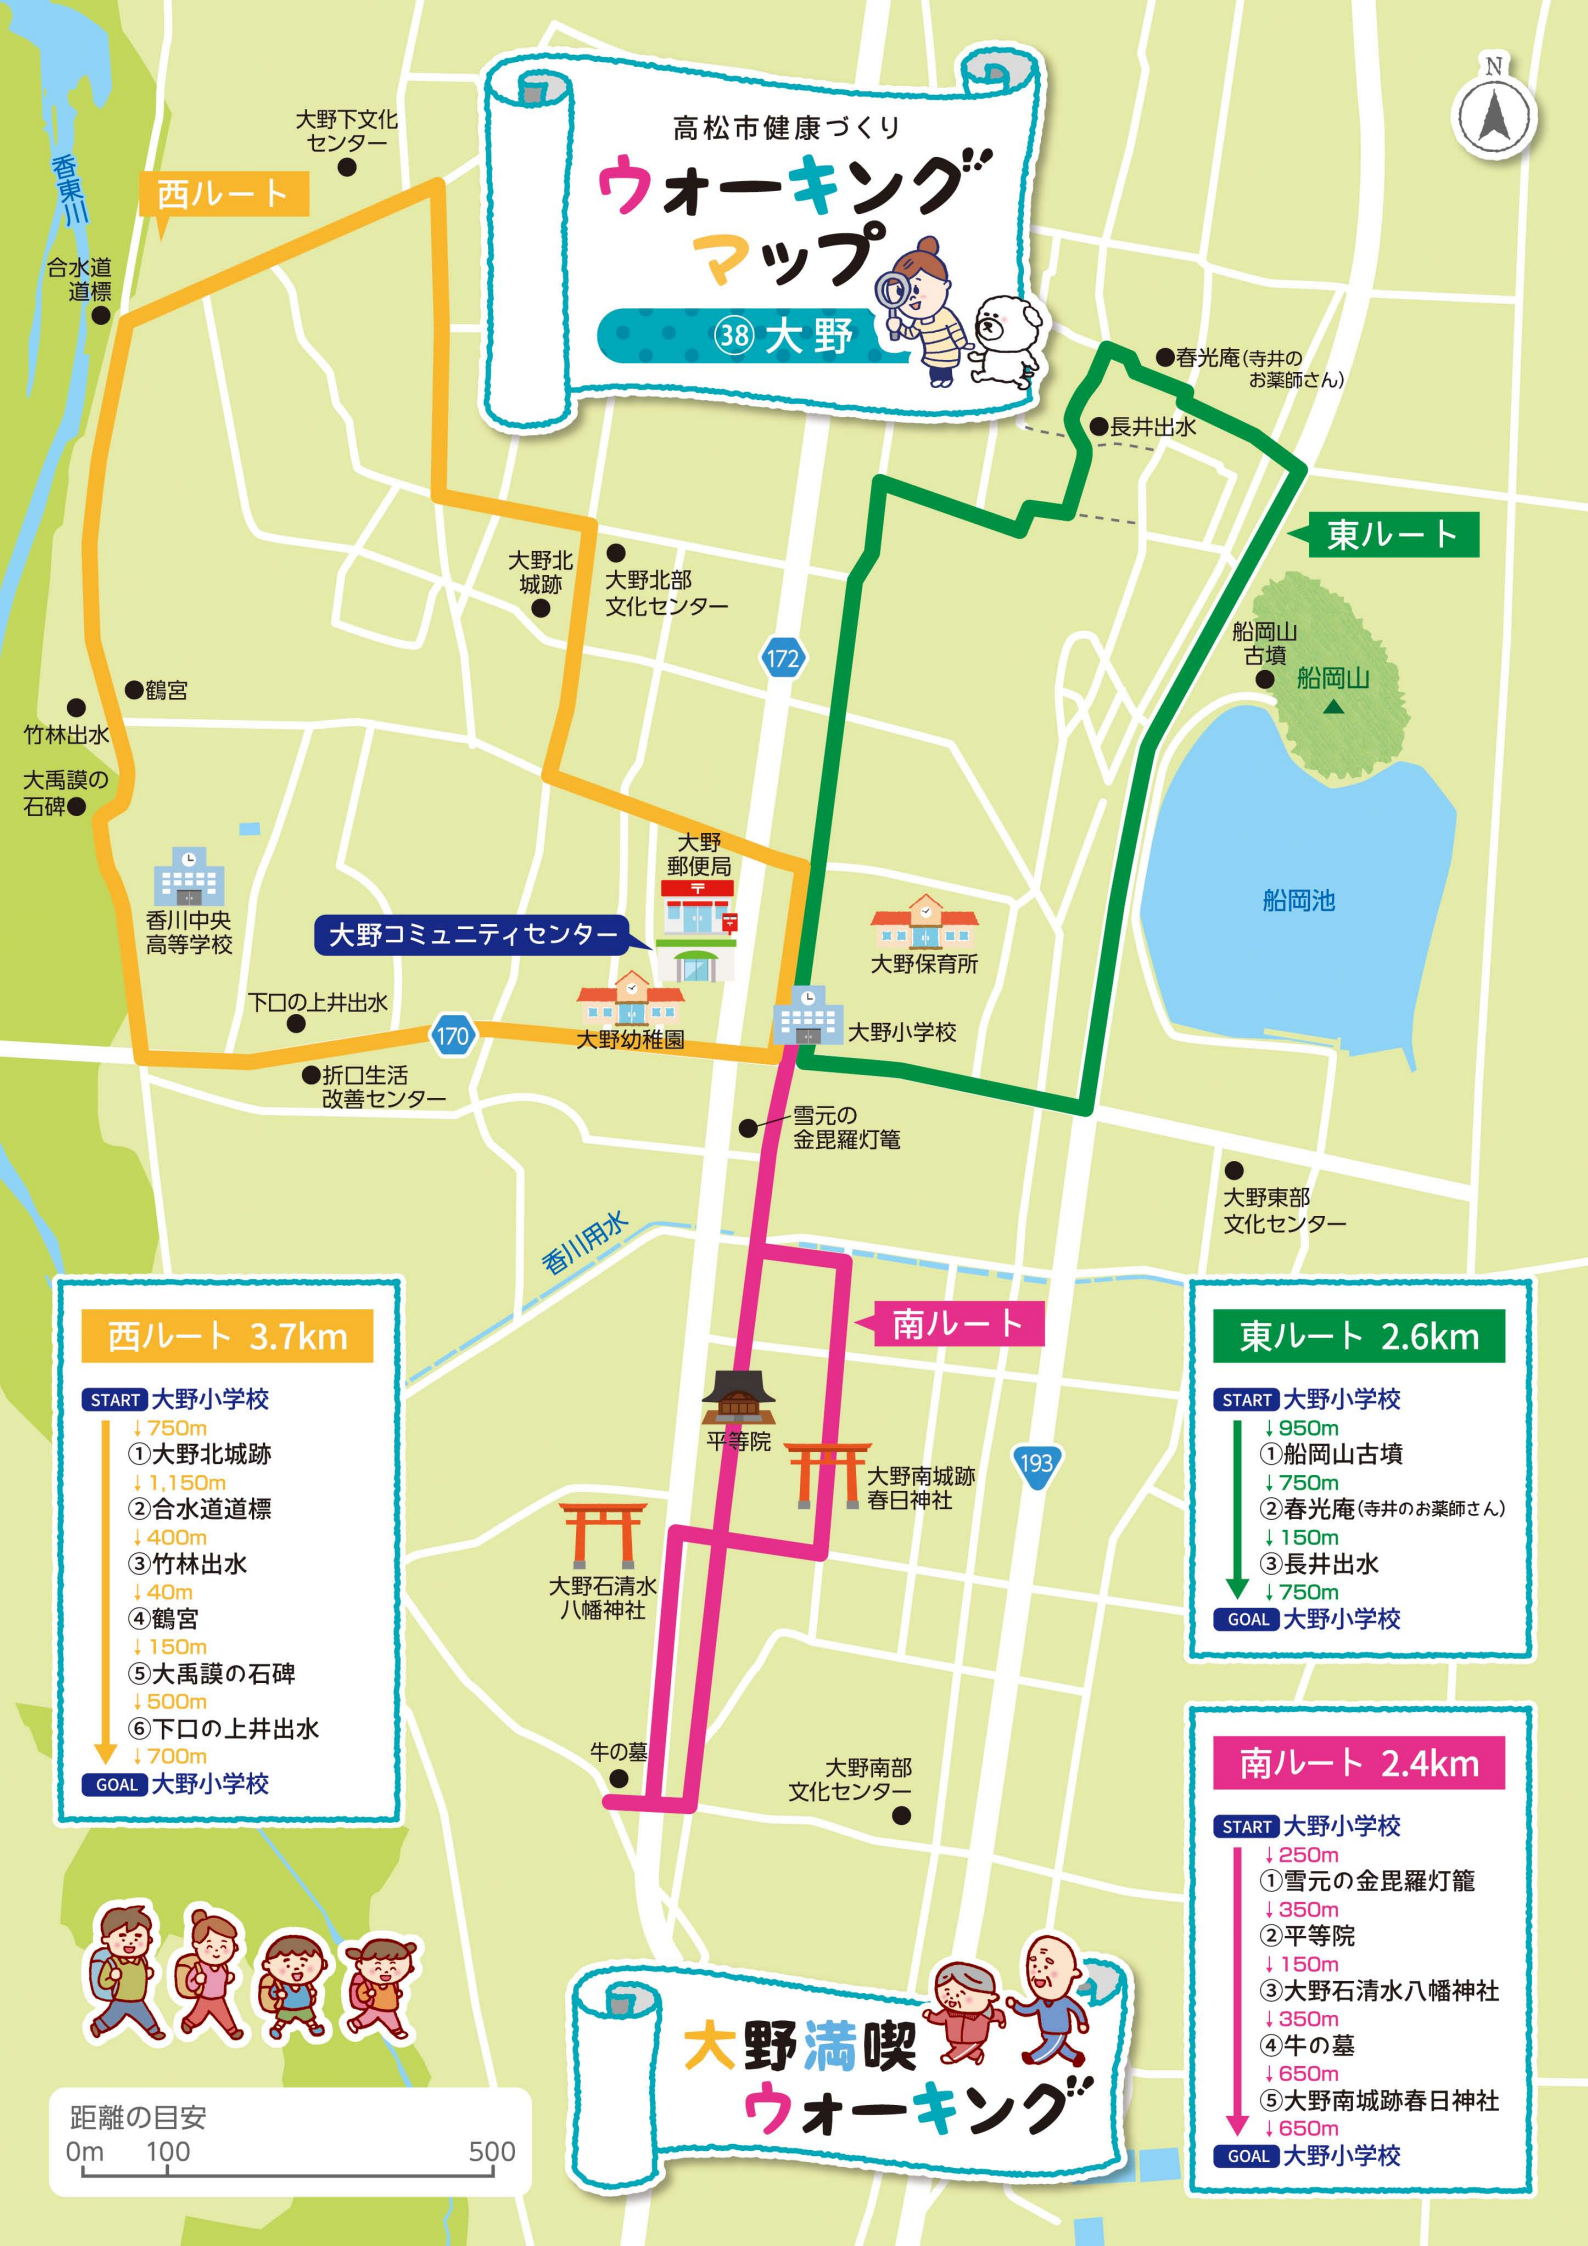 高松市健康づくり
ウォーキング
マップ
㊳大野
N
大野下文化
センター
西ルート
香東川
合水道
道標
春光庵(寺井の
お薬師さん)
長井出水
東ルート
大野北
城跡
大野北部
文化センター
172
船岡山
古墳
船岡山
鶴宮
竹林出水
大禹謨の
石碑
大野
郵便局
船岡池
香川中央
高等学校
大野コミュニティセンター
大野保育所
下口の上井出水
170
大野幼稚園
大野小学校
折口生活
改善センター
雪元の
金毘羅灯篭
大野東部
文化センター
香川用水
南ルート
平等院
大野南城跡
春日神社
193
大野石清水
八幡神社
牛の墓
大野南部
文化センター
西ルート 3.7km
START 大野小学校
↓750m
①大野北城跡
↓1,150m
②合水道道標
↓400m
③竹林出水
↓40m
④鶴宮
↓150m
⑤大禹謨の石碑
↓500m
⑥下口の上井出水
↓700m
GOAL 大野小学校
東ルート 2.6km
START 大野小学校
↓950m
①船岡山古墳
↓750m
②春光庵(寺井のお薬師さん)
↓150m
③長井出水
↓750m
GOAL 大野小学校
南ルート 2.4km
START 大野小学校
↓250m
①雪元の金毘羅灯籠
↓350m
②平等院
↓150m
③大野石清水八幡神社
↓350m
④牛の墓
↓650m
⑤大野南城跡春日神社
↓650m
GOAL 大野小学校
大野満喫
ウォーキング
距離の目安
0m 100 500